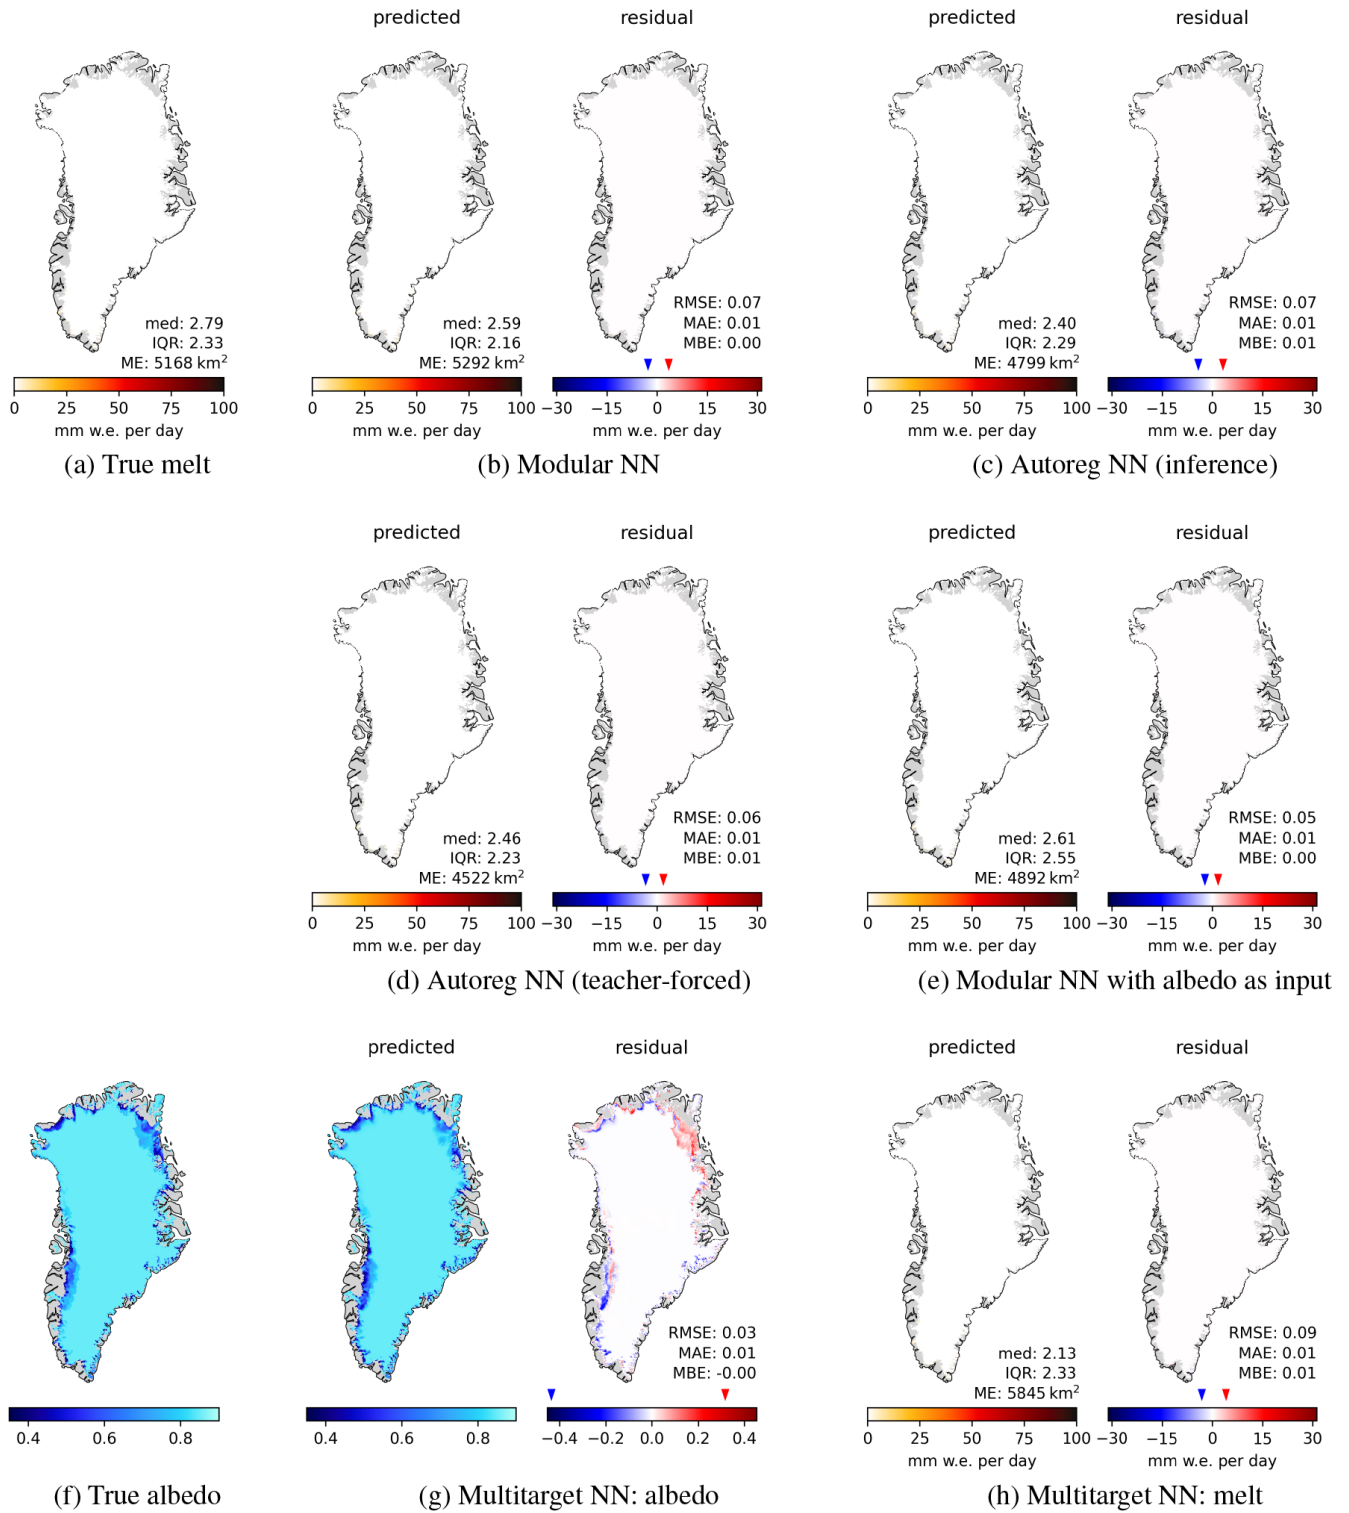 predicted residual predicted residual
med: 2.79
IQR: 2.33
ME: 5168 km²
0 25 50 75 100
mm w.e. per day
(a) True melt
med: 2.59
IQR: 2.16
ME: 5292 km²
0 25 50 75 100
mm w.e. per day
RMSE: 0.07
MAE: 0.01
MBE: 0.00
−30 −15 0 15 30
mm w.e. per day
(b) Modular NN
med: 2.40
IQR: 2.29
ME: 4799 km²
0 25 50 75 100
mm w.e. per day
RMSE: 0.07
MAE: 0.01
MBE: 0.01
−30 −15 0 15 30
mm w.e. per day
(c) Autoreg NN (inference)
predicted residual predicted residual
med: 2.46
IQR: 2.23
ME: 4522 km²
0 25 50 75 100
mm w.e. per day
RMSE: 0.06
MAE: 0.01
MBE: 0.01
−30 −15 0 15 30
mm w.e. per day
(d) Autoreg NN (teacher-forced)
med: 2.61
IQR: 2.55
ME: 4892 km²
0 25 50 75 100
mm w.e. per day
RMSE: 0.05
MAE: 0.01
MBE: 0.00
−30 −15 0 15 30
mm w.e. per day
(e) Modular NN with albedo as input
predicted residual predicted residual
0.4 0.6 0.8
(f) True albedo
0.4 0.6 0.8
RMSE: 0.03
MAE: 0.01
MBE: -0.00
−0.4 −0.2 0.0 0.2 0.4
(g) Multitarget NN: albedo
med: 2.13
IQR: 2.33
ME: 5845 km²
0 25 50 75 100
mm w.e. per day
RMSE: 0.09
MAE: 0.01
MBE: 0.01
−30 −15 0 15 30
mm w.e. per day
(h) Multitarget NN: melt